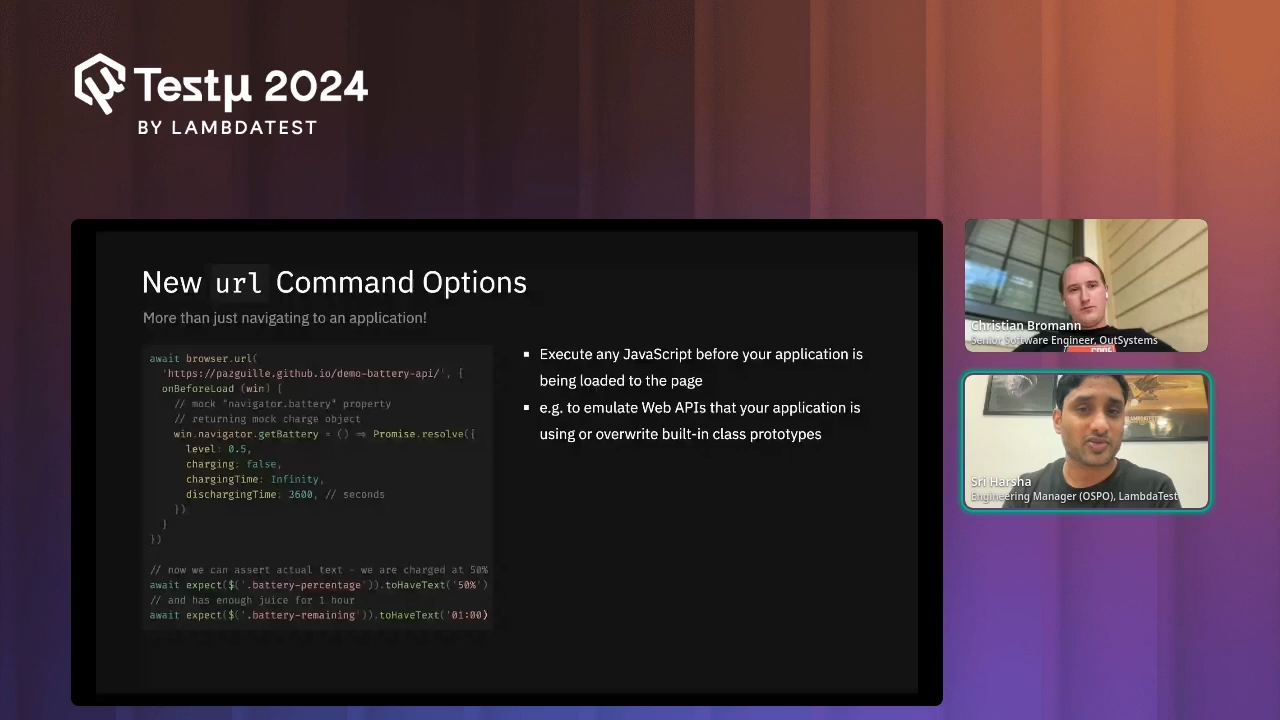 Testμ 2024
BY LAMBDATEST
New url Command Options
More than just navigating to an application!
await browser.url(
'https://pazguille.github.io/demo-battery-api/', {
onBeforeLoad (win) {
// mock "navigator.battery" property
// returning mock charge object
win.navigator.getBattery = () => Promise.resolve({
level: 0.5,
charging: false,
chargingTime: Infinity,
dischargingTime: 3600, // seconds
})
}
})
// now we can assert actual text - we are charged at 50%
await expect($('.battery-percentage')).toHaveText('50%')
// and has enough juice for 1 hour
await expect($('.battery-remaining')).toHaveText('01:00)
▪ Execute any JavaScript before your application is
being loaded to the page
▪ e.g. to emulate Web APIs that your application is
using or overwrite built-in class prototypes
Christian Bromann
Senior Software Engineer, OutSystems
Sri Harsha
Engineering Manager (OSPO), LambdaTest